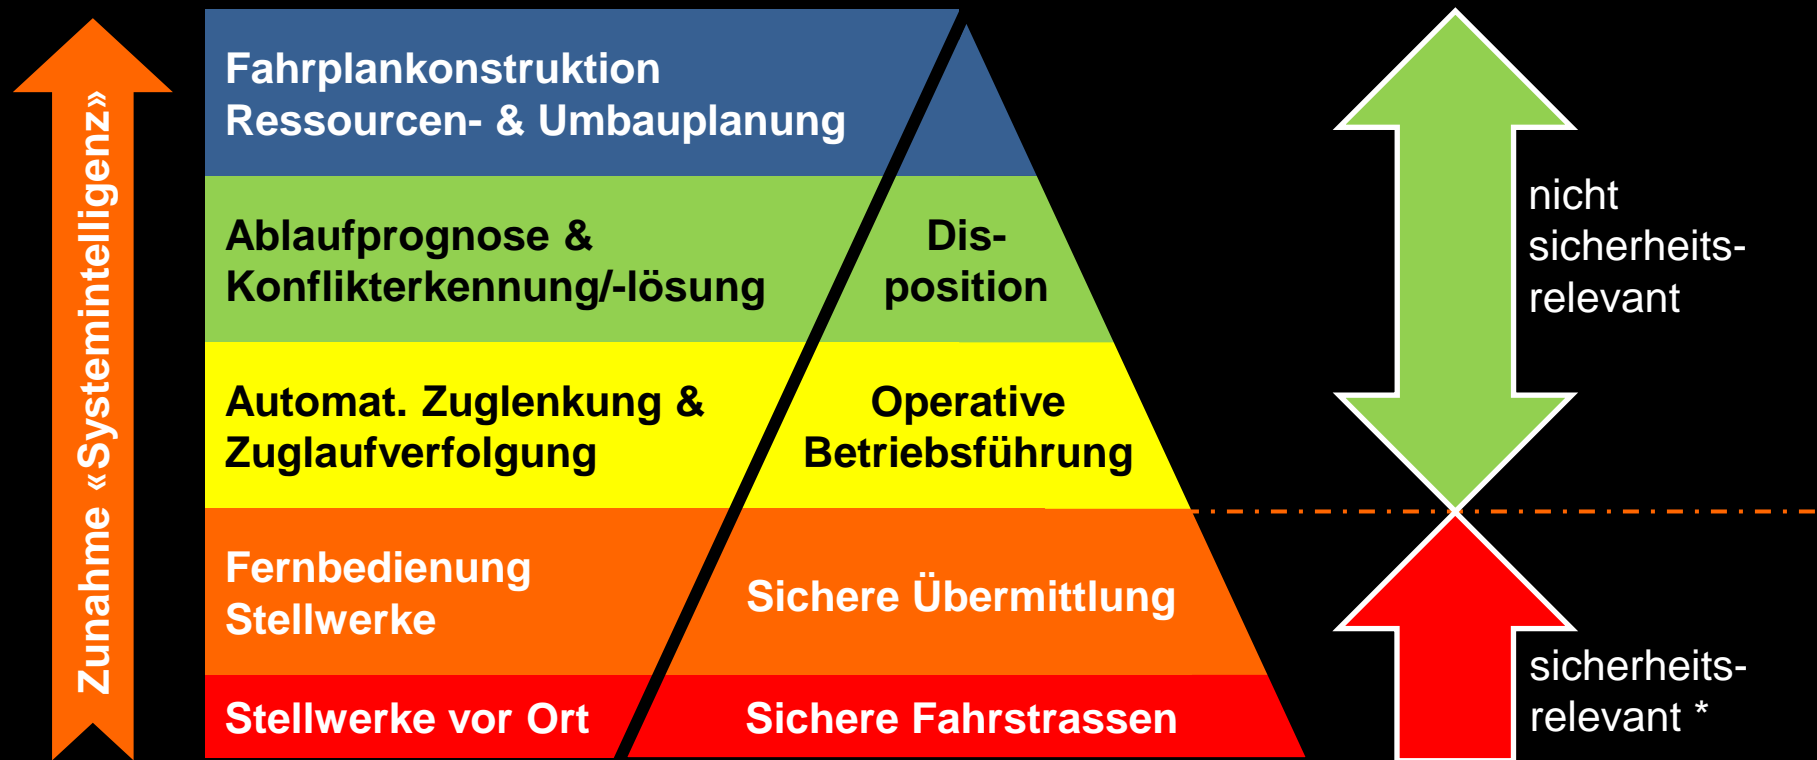 Zunahme «Systemintelligenz»
Fahrplankonstruktion
Ressourcen- & Umbauplanung
Ablaufprognose &
Konflikterkennung/-lösung
Dis-
position
Automat. Zuglenkung &
Zuglaufverfolgung
Operative
Betriebsführung
Fernbedienung
Stellwerke
Sichere Übermittlung
Stellwerke vor Ort
Sichere Fahrstrassen
nicht
sicherheits-
relevant
sicherheits-
relevant *